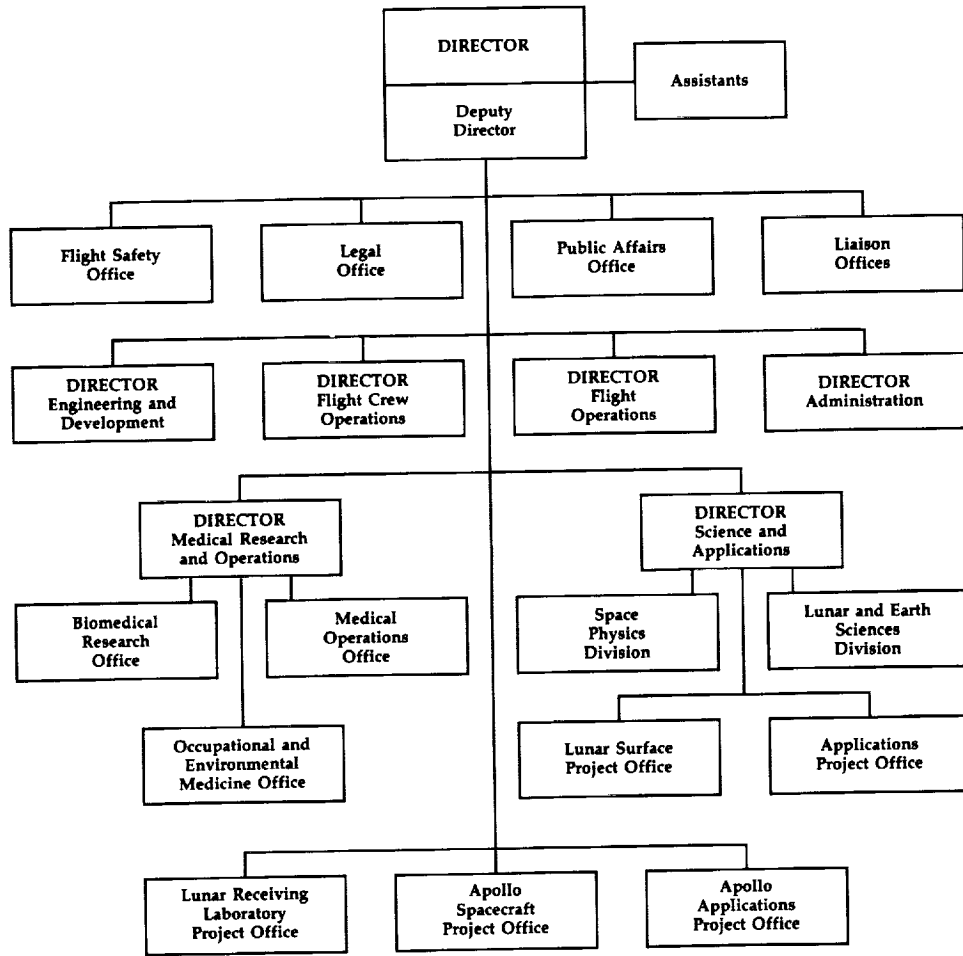 DIRECTOR
Assistants
Deputy
Director
Flight Safety
Office
Legal
Office
Public Affairs
Office
Liaison
Offices
DIRECTOR
Engineering and
Development
DIRECTOR
Flight Crew
Operations
DIRECTOR
Flight
Operations
DIRECTOR
Administration
DIRECTOR
Medical Research
and Operations
DIRECTOR
Science and
Applications
Biomedical
Research
Office
Medical
Operations
Office
Space
Physics
Division
Lunar and Earth
Sciences
Division
Occupational and
Environmental
Medicine Office
Lunar Surface
Project Office
Applications
Project Office
Lunar Receiving
Laboratory
Project Office
Apollo
Spacecraft
Project Office
Apollo
Applications
Project Office